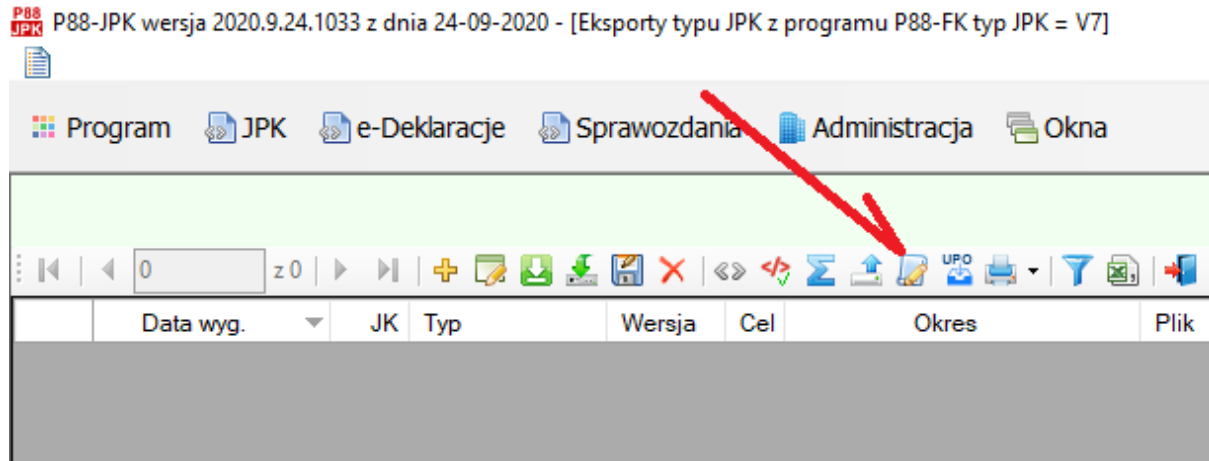 P88
JPK P88-JPK wersja 2020.9.24.1033 z dnia 24-09-2020 - [Eksporty typu JPK z programu P88-FK typ JPK = V7]
Program JPK e-Deklaracje Sprawozdania Administracja Okna
0 z 0 UPO
Data wyg. JK Typ Wersja Cel Okres Plik